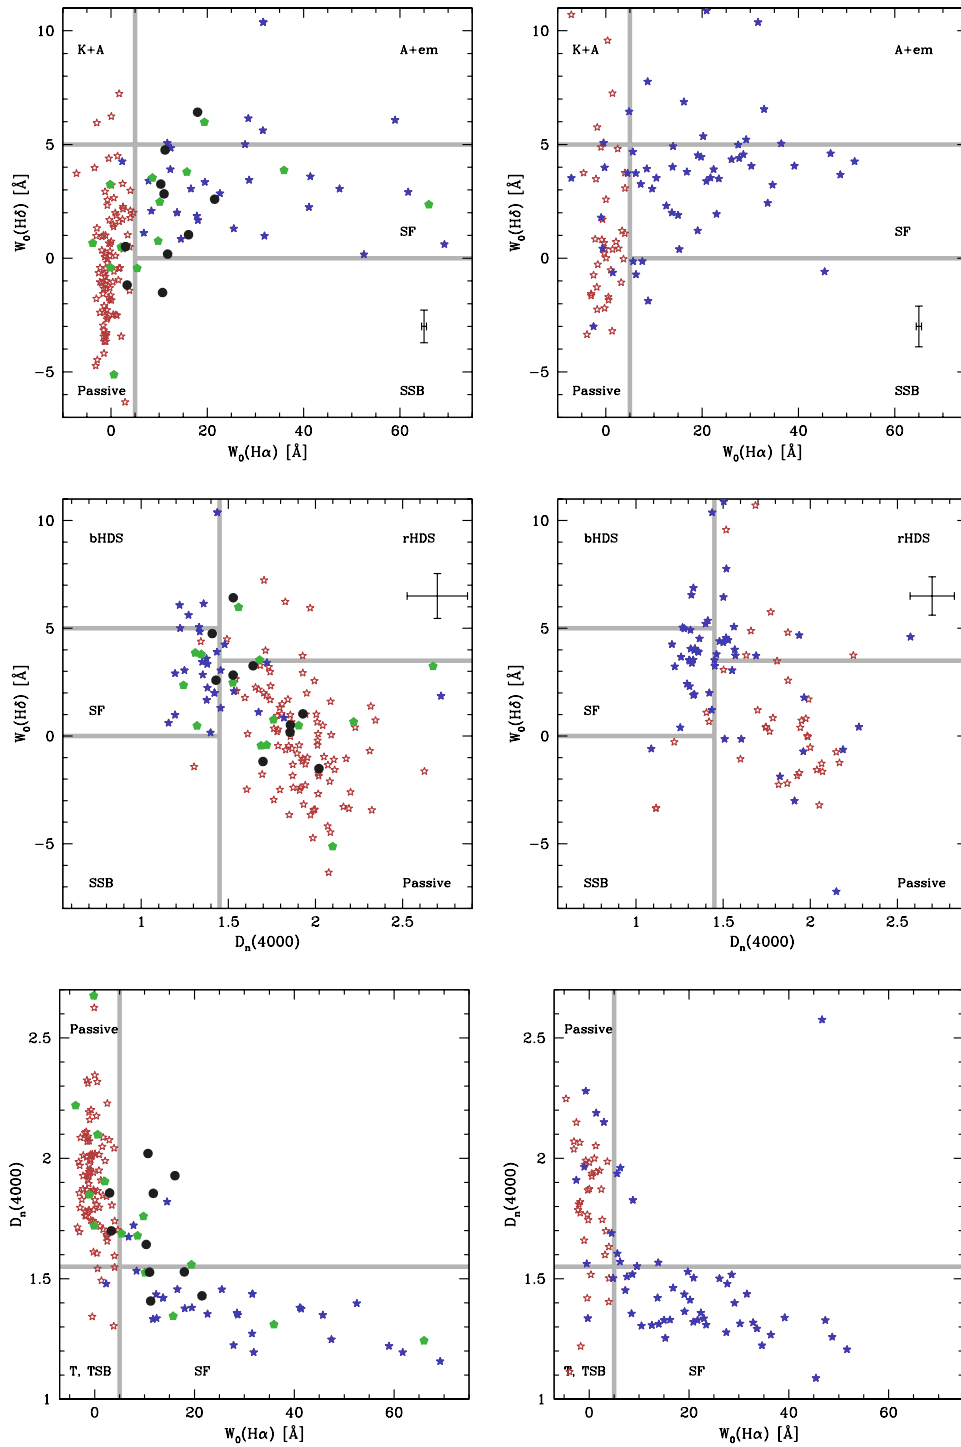 10
K+A
A+em
5
W₀(Hδ) [Å]
SF
0
−5
Passive
SSB
0
20
40
60
W₀(Hα) [Å]
10
K+A
A+em
5
W₀(Hδ) [Å]
SF
0
−5
Passive
SSB
0
20
40
60
W₀(Hα) [Å]
10
bHDS
rHDS
5
W₀(Hδ) [Å]
SF
0
−5
SSB
Passive
1
1.5
2
2.5
Dₙ(4000)
10
bHDS
rHDS
5
W₀(Hδ) [Å]
SF
0
−5
SSB
Passive
1
1.5
2
2.5
Dₙ(4000)
Passive
2.5
2
Dₙ(4000)
1.5
T, TSB
SF
1
0
20
40
60
W₀(Hα) [Å]
Passive
2.5
2
Dₙ(4000)
1.5
T, TSB
SF
1
0
20
40
60
W₀(Hα) [Å]